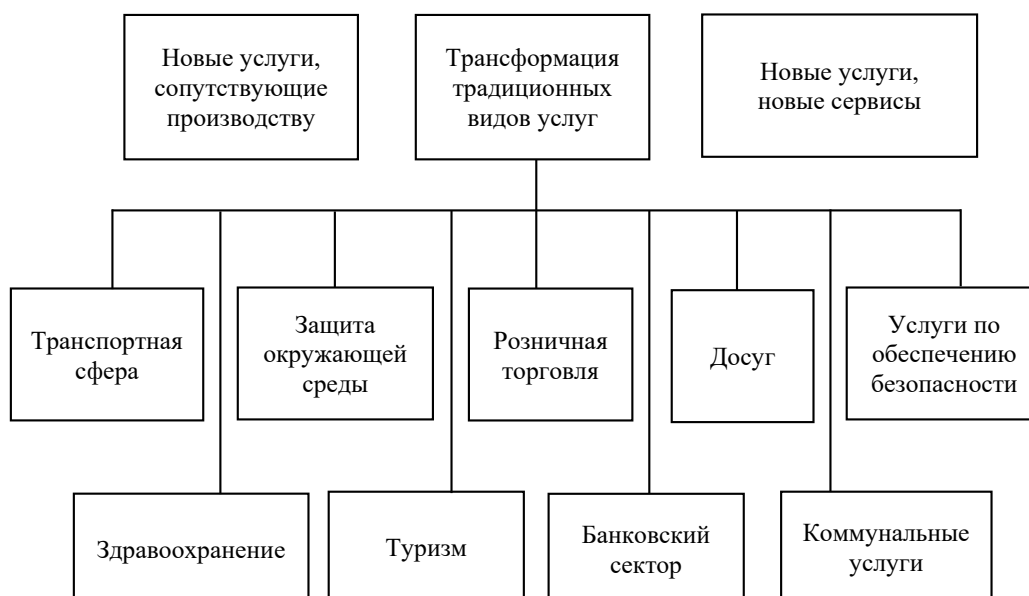 Новые услуги,
сопутствующие
производству
Трансформация
традиционных
видов услуг
Новые услуги,
новые сервисы
Транспортная
сфера
Защита
окружающей
среды
Розничная
торговля
Досуг
Услуги по
обеспечению
безопасности
Здравоохранение
Туризм
Банковский
сектор
Коммунальные
услуги